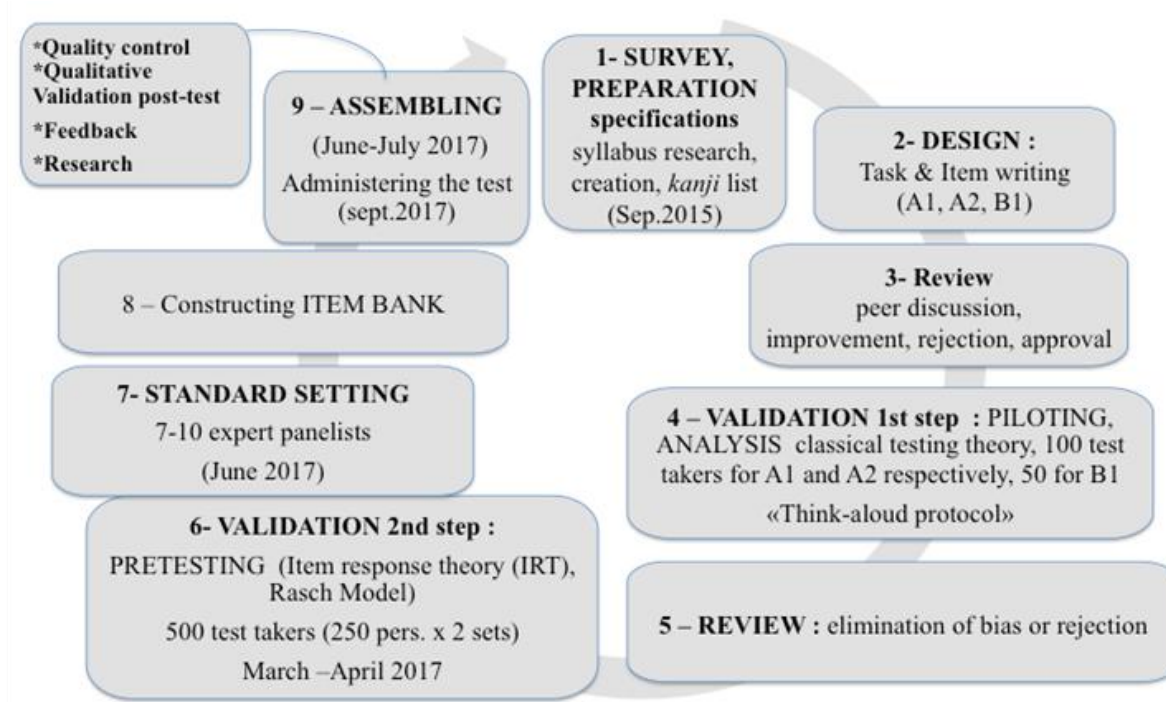 *Quality control
*Qualitative
Validation post-test
*Feedback
*Research
9 – ASSEMBLING
(June-July 2017)
Administering the test
(sept.2017)
1- SURVEY,
PREPARATION
specifications
syllabus research,
creation, kanji list
(Sep.2015)
2- DESIGN :
Task & Item writing
(A1, A2, B1)
3- Review
peer discussion,
improvement, rejection, approval
4 – VALIDATION 1st step : PILOTING,
ANALYSIS classical testing theory, 100 test
takers for A1 and A2 respectively, 50 for B1
«Think-aloud protocol»
5 – REVIEW : elimination of bias or rejection
6- VALIDATION 2nd step :
PRETESTING (Item response theory (IRT),
Rasch Model)
500 test takers (250 pers. x 2 sets)
March –April 2017
7- STANDARD SETTING
7-10 expert panelists
(June 2017)
8 – Constructing ITEM BANK